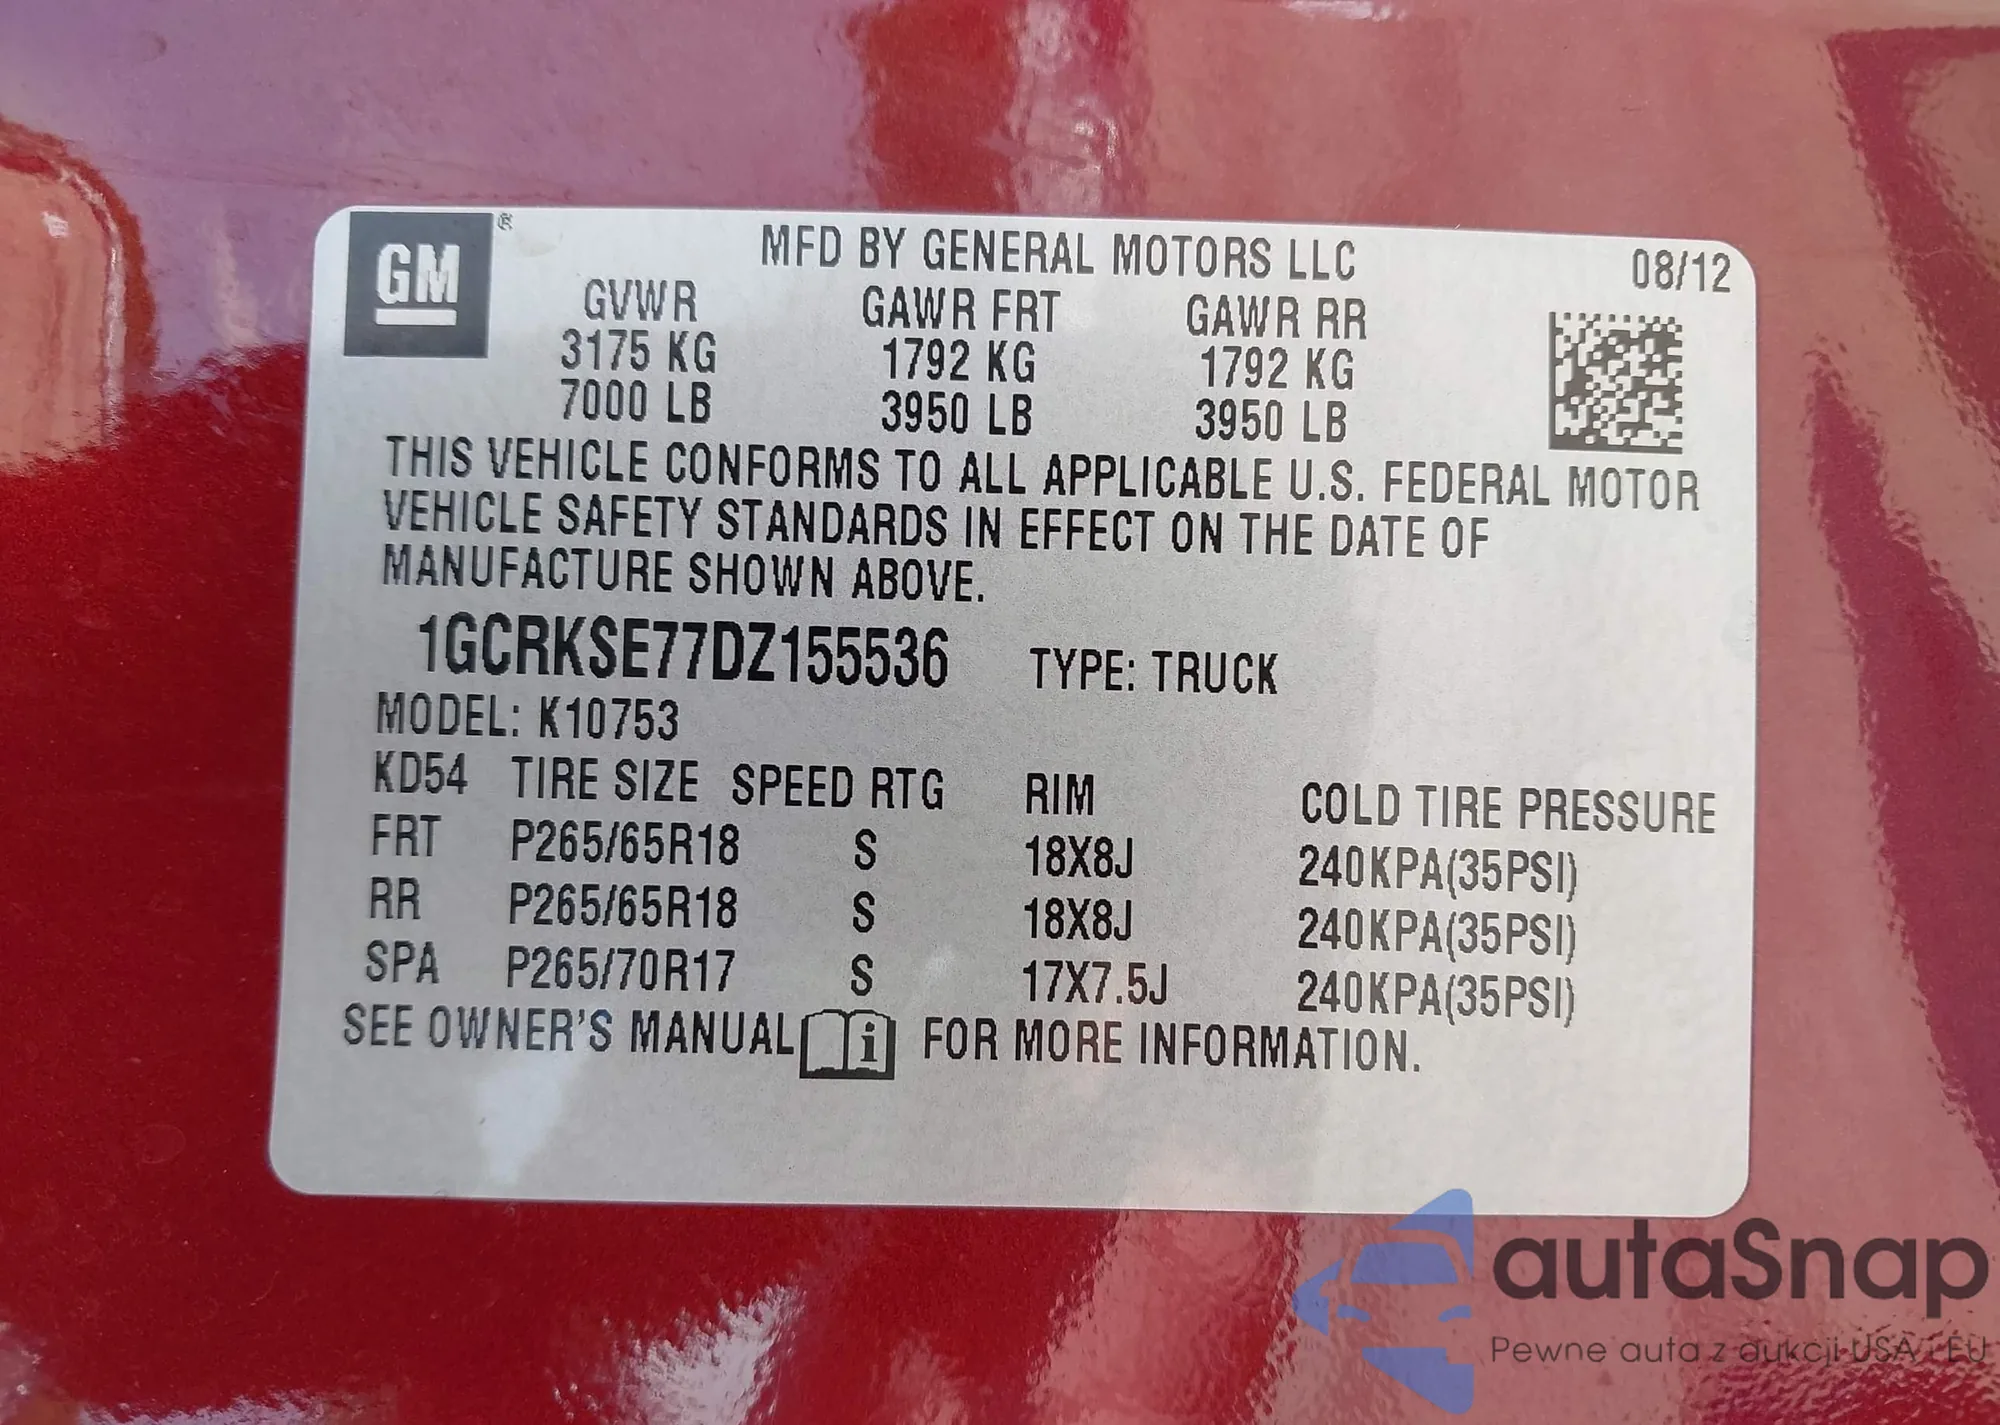 GM®
MFD BY GENERAL MOTORS LLC 08/12
GVWR GAWR FRT GAWR RR
3175 KG 1792 KG 1792 KG
7000 LB 3950 LB 3950 LB
THIS VEHICLE CONFORMS TO ALL APPLICABLE U.S. FEDERAL MOTOR
VEHICLE SAFETY STANDARDS IN EFFECT ON THE DATE OF
MANUFACTURE SHOWN ABOVE.
1GCRKSE77DZ155536 TYPE: TRUCK
MODEL: K10753
KD54 TIRE SIZE SPEED RTG RIM COLD TIRE PRESSURE
FRT P265/65R18 S 18X8J 240KPA(35PSI)
RR P265/65R18 S 18X8J 240KPA(35PSI)
SPA P265/70R17 S 17X7.5J 240KPA(35PSI)
SEE OWNER'S MANUAL i FOR MORE INFORMATION.
autaSnap
Pewne auta z aukcji USA i EU